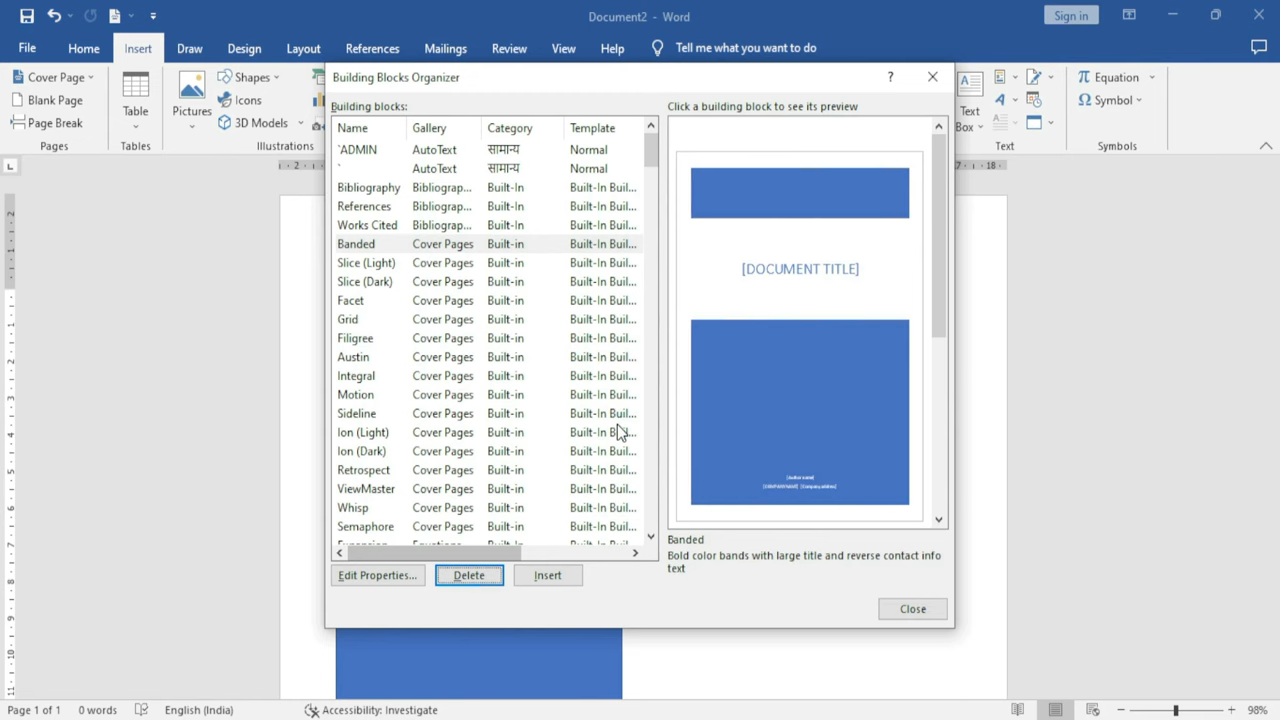 Document2 - Word
Sign in
File Home Insert Draw Design Layout References Mailings Review View Help Tell me what you want to do
Cover Page
Blank Page
Page Break
Pages
Table
Tables
Pictures
Shapes
Icons
3D Models
Illustrations
Text
Box
Text
Equation
Symbol
Symbols
Building Blocks Organizer
Building blocks:
Name Gallery Category Template
`ADMIN AutoText सामान्य Normal
` AutoText सामान्य Normal
Bibliography Bibliograp... Built-In Built-In Buil...
References Bibliograp... Built-In Built-In Buil...
Works Cited Bibliograp... Built-In Built-In Buil...
Banded Cover Pages Built-in Built-In Buil...
Slice (Light) Cover Pages Built-in Built-In Buil...
Slice (Dark) Cover Pages Built-in Built-In Buil...
Facet Cover Pages Built-in Built-In Buil...
Grid Cover Pages Built-in Built-In Buil...
Filigree Cover Pages Built-in Built-In Buil...
Austin Cover Pages Built-in Built-In Buil...
Integral Cover Pages Built-in Built-In Buil...
Motion Cover Pages Built-in Built-In Buil...
Sideline Cover Pages Built-in Built-In Buil...
Ion (Light) Cover Pages Built-in Built-In Buil...
Ion (Dark) Cover Pages Built-in Built-In Buil...
Retrospect Cover Pages Built-in Built-In Buil...
ViewMaster Cover Pages Built-in Built-In Buil...
Whisp Cover Pages Built-in Built-In Buil...
Semaphore Cover Pages Built-in Built-In Buil...
Edit Properties... Delete Insert
Click a building block to see its preview
[DOCUMENT TITLE]
[Author name]
[COMPANY NAME] [Company address]
Banded
Bold color bands with large title and reverse contact info
text
Close
Page 1 of 1 0 words English (India) Accessibility: Investigate 98%